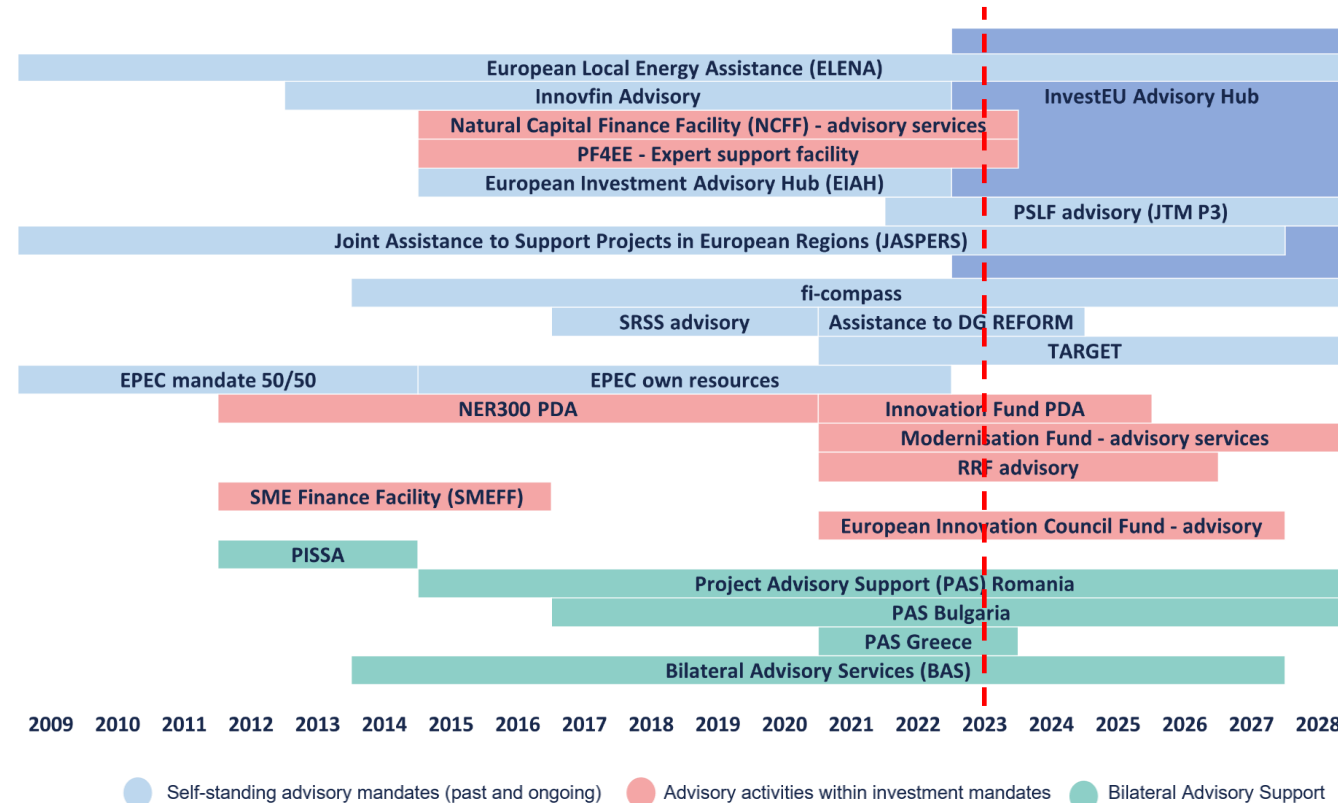 European Local Energy Assistance (ELENA)
Innovfin Advisory
InvestEU Advisory Hub
Natural Capital Finance Facility (NCFF) - advisory services
PF4EE - Expert support facility
European Investment Advisory Hub (EIAH)
PSLF advisory (JTM P3)
Joint Assistance to Support Projects in European Regions (JASPERS)
fi-compass
SRSS advisory
Assistance to DG REFORM
TARGET
EPEC mandate 50/50
EPEC own resources
NER300 PDA
Innovation Fund PDA
Modernisation Fund - advisory services
RRF advisory
SME Finance Facility (SMEFF)
European Innovation Council Fund - advisory
PISSA
Project Advisory Support (PAS) Romania
PAS Bulgaria
PAS Greece
Bilateral Advisory Services (BAS)
2009 2010 2011 2012 2013 2014 2015 2016 2017 2018 2019 2020 2021 2022 2023 2024 2025 2026 2027 2028
Self-standing advisory mandates (past and ongoing) Advisory activities within investment mandates Bilateral Advisory Support